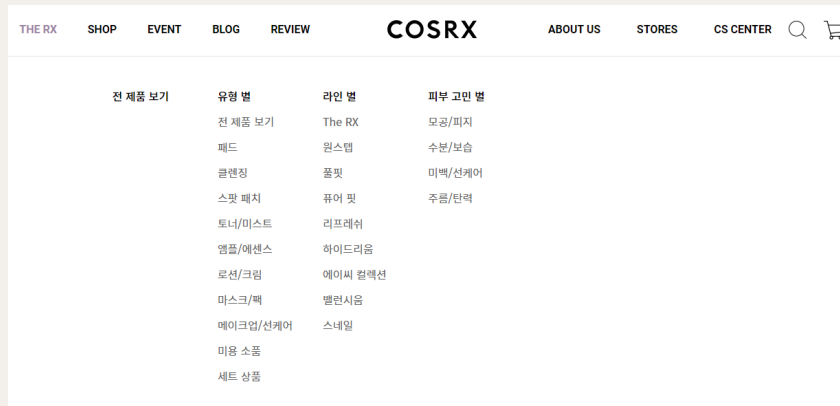 THE RX SHOP EVENT BLOG REVIEW COSRX ABOUT US STORES CS CENTER
전 제품 보기
유형 별
전 제품 보기
패드
클렌징
스팟 패치
토너/미스트
앰플/에센스
로션/크림
마스크/팩
메이크업/선케어
미용 소품
세트 상품
라인 별
The RX
원스텝
풀핏
퓨어 핏
리프레쉬
하이드리움
에이씨 컬렉션
밸런시움
스네일
피부 고민 별
모공/피지
수분/보습
미백/선케어
주름/탄력